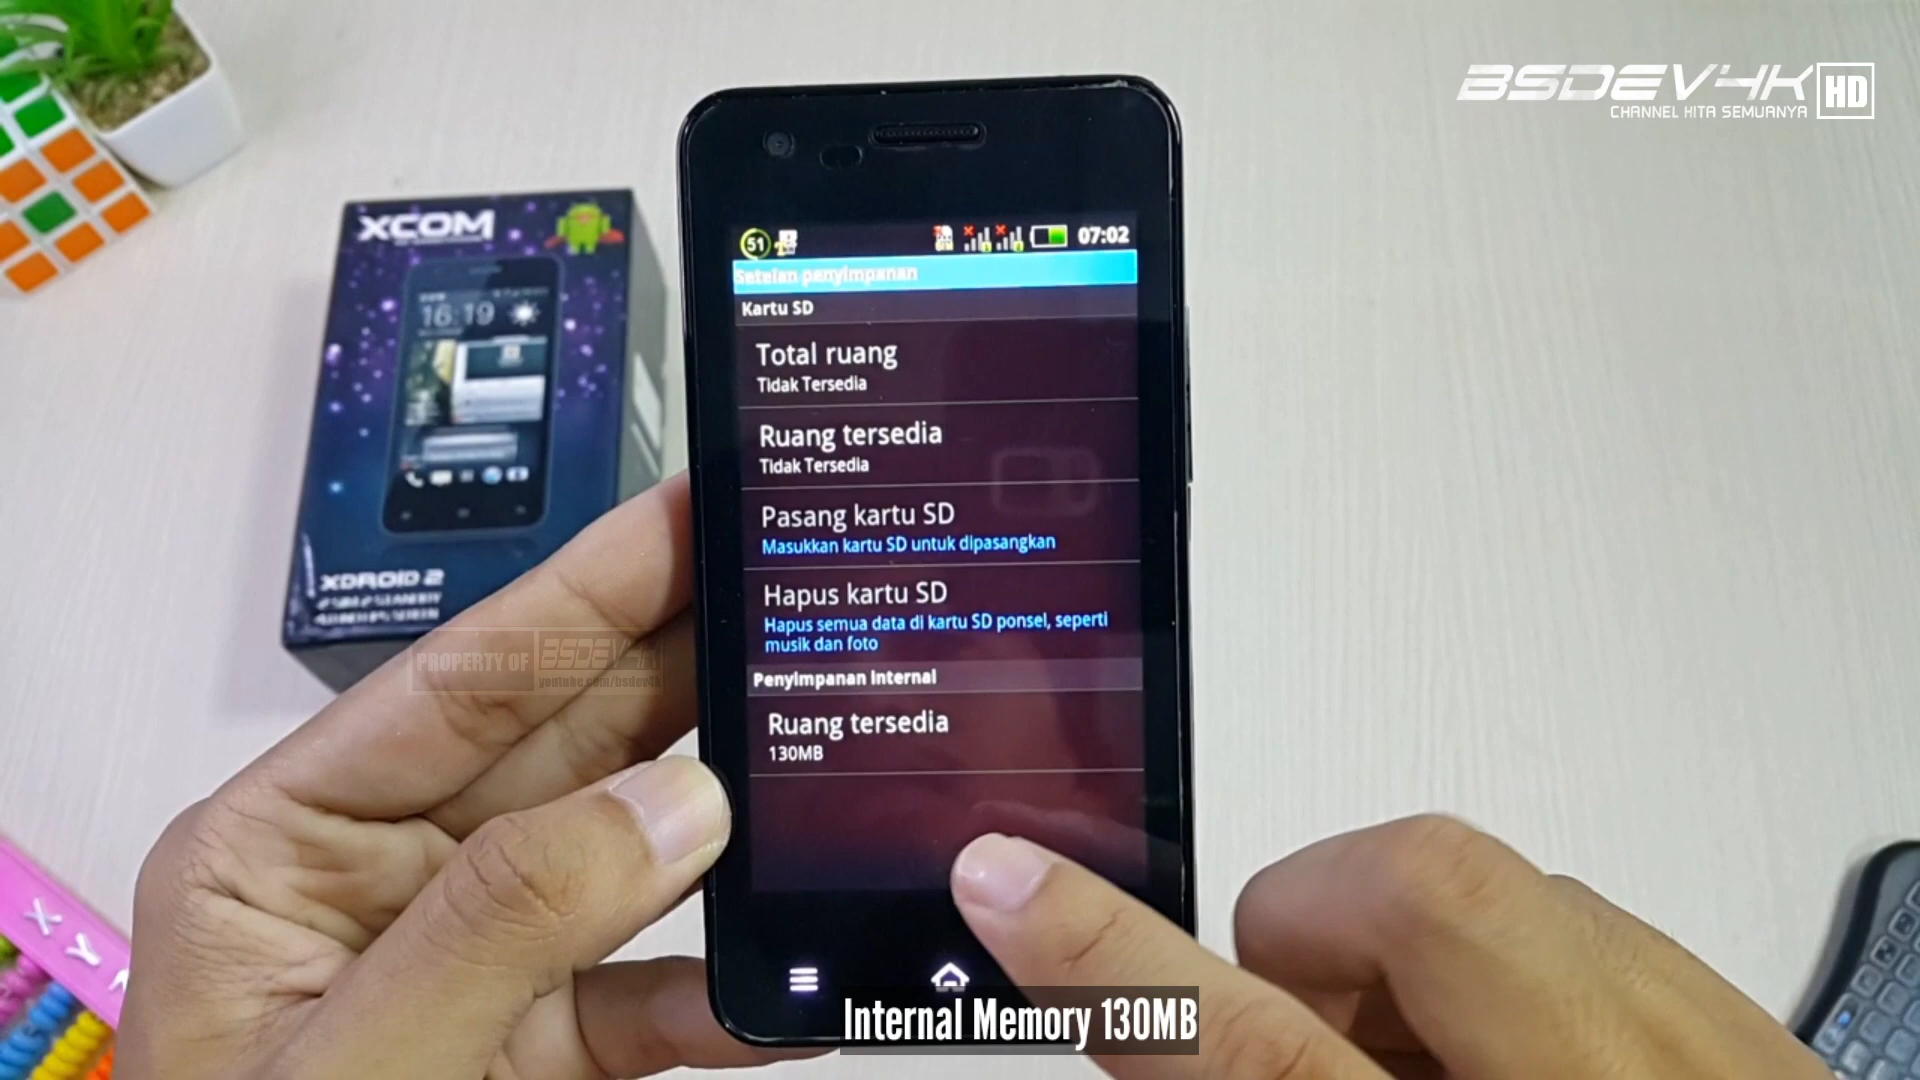 BSDEV4K HD
CHANNEL KITA SEMUANYA
XCOM
16:19
XDROID 2
51
07:02
Setelan penyimpanan
Kartu SD
Total ruang
Tidak Tersedia
Ruang tersedia
Tidak Tersedia
Pasang kartu SD
Masukkan kartu SD untuk dipasangkan
Hapus kartu SD
Hapus semua data di kartu SD ponsel, seperti
musik dan foto
Penyimpanan Internal
Ruang tersedia
130MB
PROPERTY OF BSDEV4K
youtube.com/bsdev4k
X Y
Internal Memory 130MB